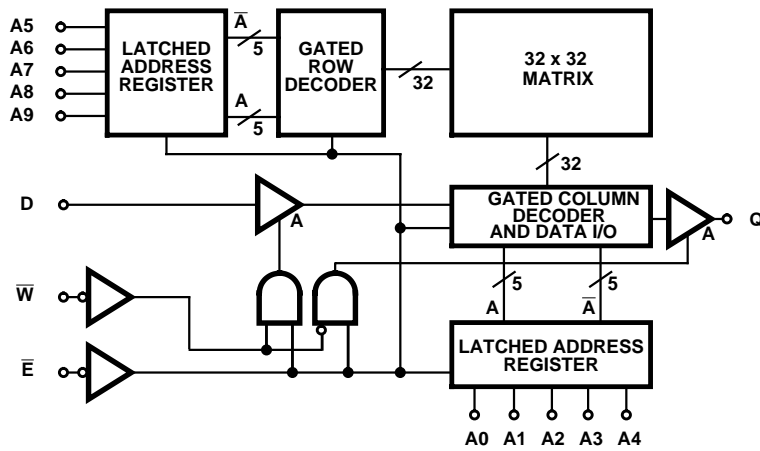 A5
A6
A7
A8
A9
LATCHED
ADDRESS
REGISTER
A̅
5
A
5
GATED
ROW
DECODER
32
32 x 32
MATRIX
32
D
A
GATED COLUMN
DECODER
AND DATA I/O
A
Q
W̅
5
A
5
A̅
E̅
LATCHED ADDRESS
REGISTER
A0 A1 A2 A3 A4